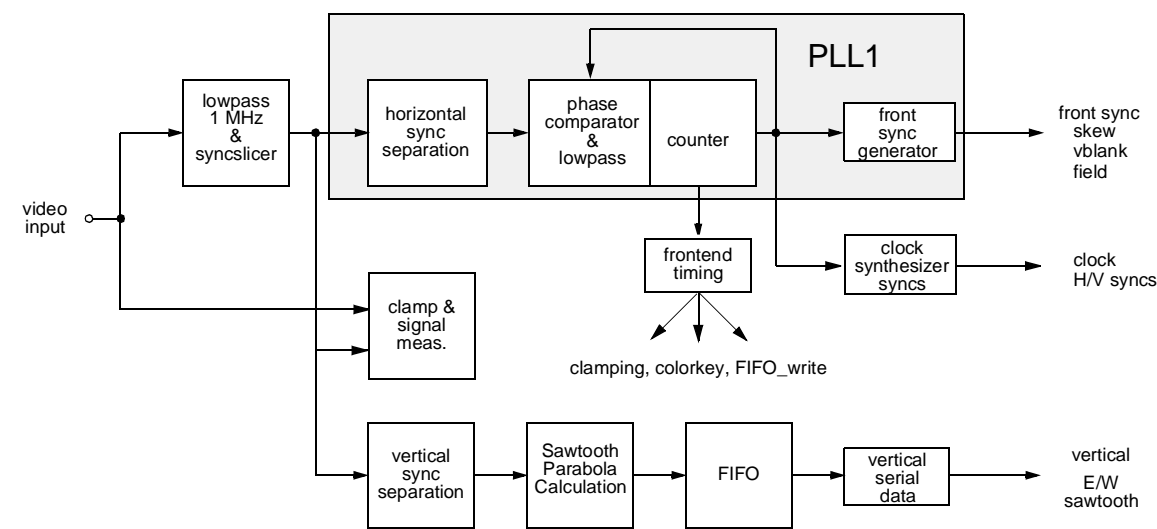 PLL1
lowpass
1 MHz
&
syncslicer
horizontal
sync
separation
phase
comparator
&
lowpass
counter
front
sync
generator
front sync
skew
vblank
field
video
input
frontend
timing
clock
synthesizer
syncs
clock
H/V syncs
clamp &
signal
meas.
clamping, colorkey, FIFO_write
vertical
sync
separation
Sawtooth
Parabola
Calculation
FIFO
vertical
serial
data
vertical
E/W
sawtooth